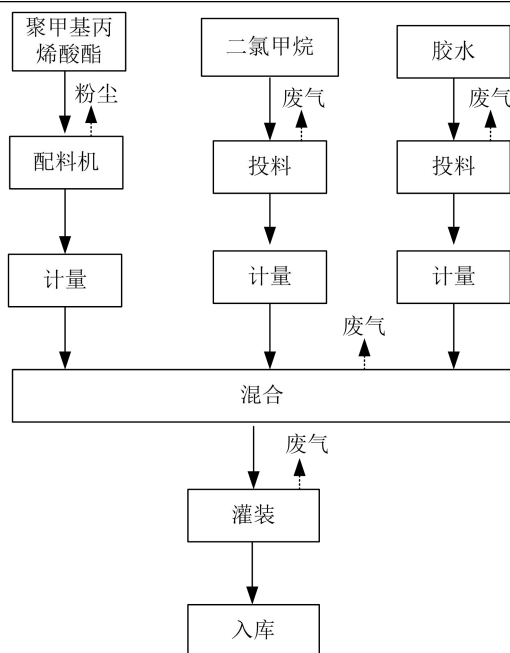 聚甲基丙
烯酸酯
二氯甲烷
胶水
粉尘
废气
废气
配料机
投料
投料
计量
计量
计量
废气
混合
废气
灌装
入库